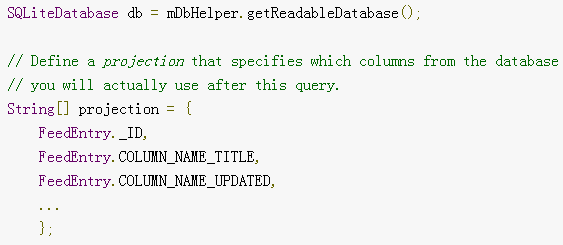 SQLiteDatabase db = mDbHelper.getReadableDatabase();
// Define a projection that specifies which columns from the database
// you will actually use after this query.
String[] projection = {
    FeedEntry._ID,
    FeedEntry.COLUMN_NAME_TITLE,
    FeedEntry.COLUMN_NAME_UPDATED,
    ...
    };